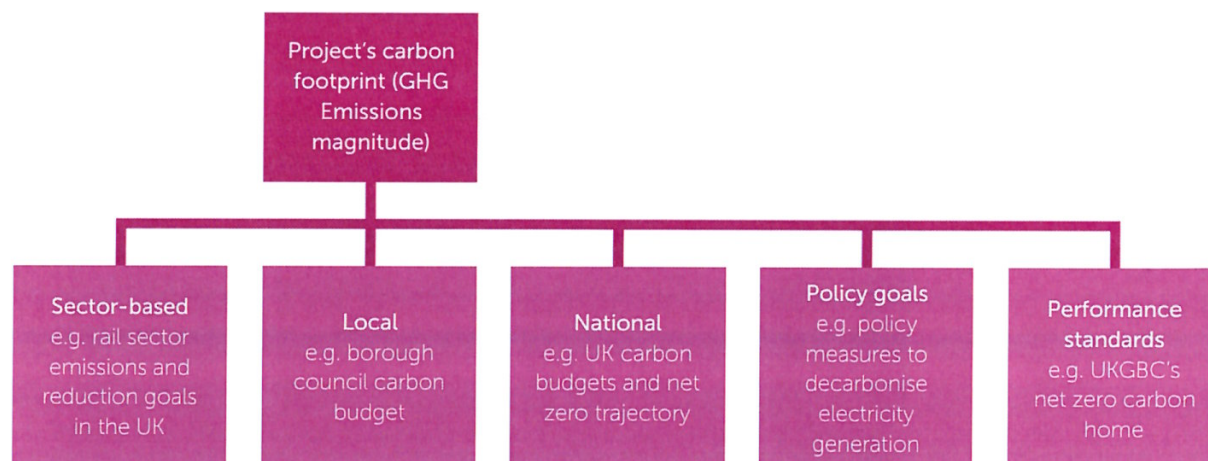 Project's carbon
footprint (GHG
Emissions
magnitude)
Sector-based
e.g. rail sector
emissions and
reduction goals
in the UK
Local
e.g. borough
council carbon
budget
National
e.g. UK carbon
budgets and net
zero trajectory
Policy goals
e.g. policy
measures to
decarbonise
electricity
generation
Performance
standards
e.g. UKGBC's
net zero carbon
home